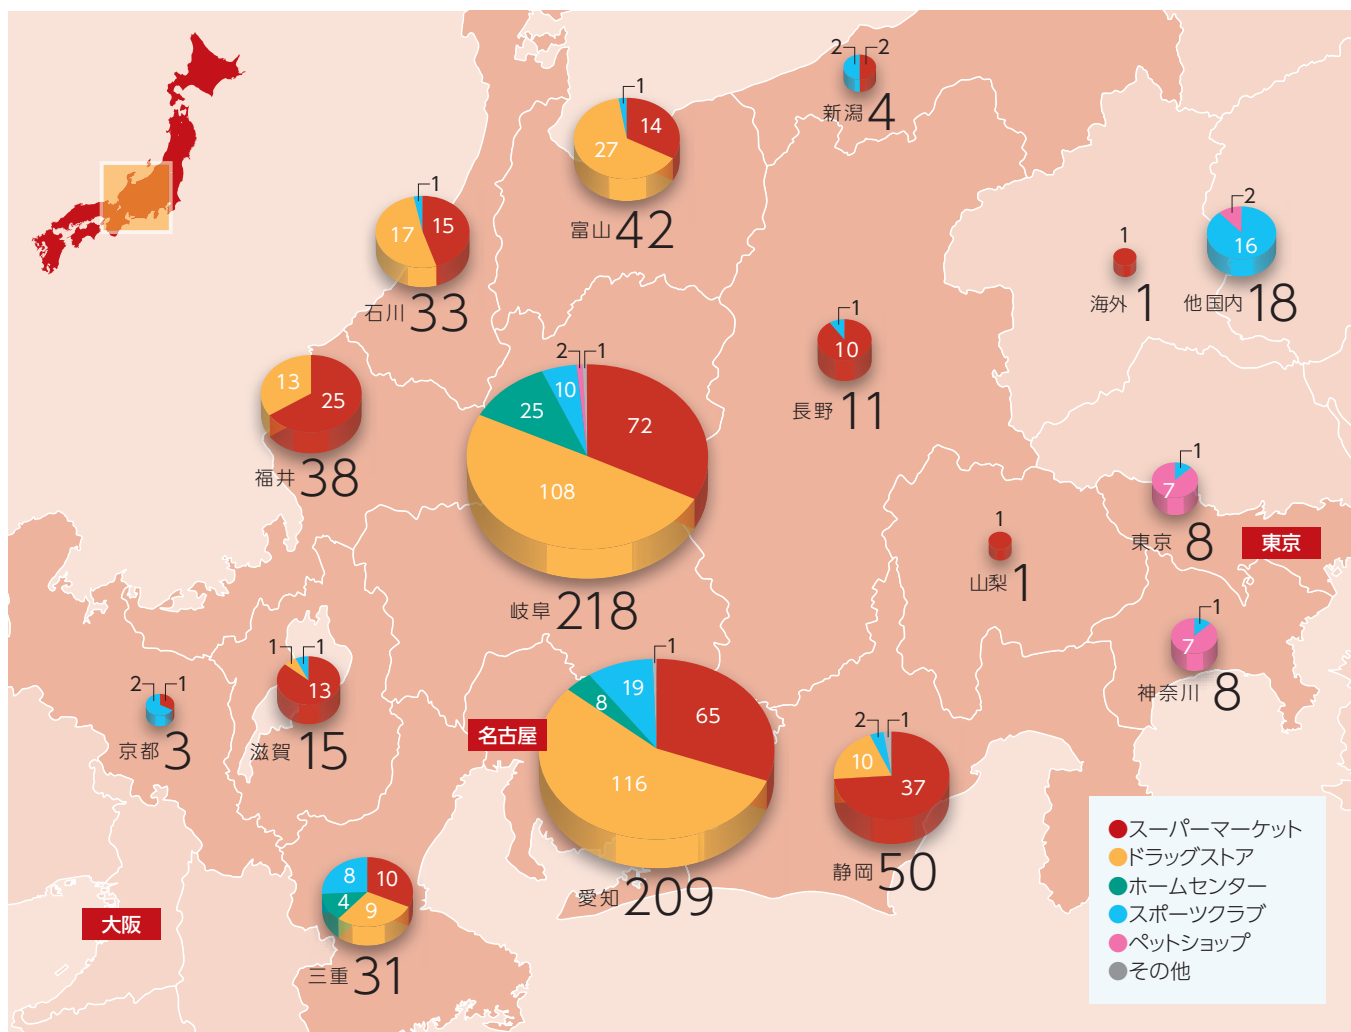 2
2
新潟 4
1
14
27
富山 42
1
15
17
石川 33
2
16
他国内 18
1
海外 1
1
10
長野 11
13
25
福井 38
2
1
10
25
72
108
岐阜 218
1
7
東京 8
東京
1
山梨 1
1
7
神奈川 8
1
1
13
滋賀 15
2
1
京都 3
名古屋
1
19
8
65
116
愛知 209
2
1
10
37
静岡 50
8
10
4
9
三重 31
大阪
スーパーマーケット
ドラッグストア
ホームセンター
スポーツクラブ
ペットショップ
その他